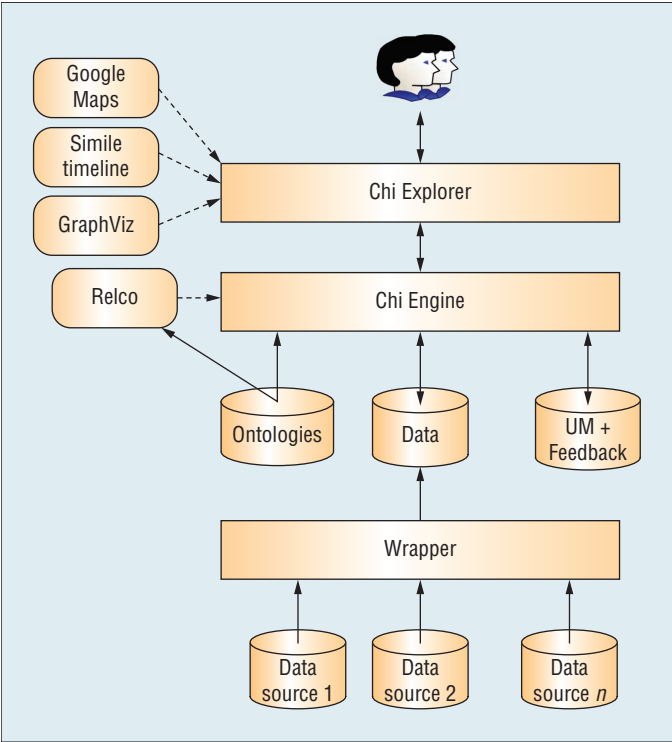 Google
Maps
Simile
timeline
Chi Explorer
GraphViz
Relco
Chi Engine
Ontologies
Data
UM +
Feedback
Wrapper
Data
source 1
Data
source 2
Data
source n